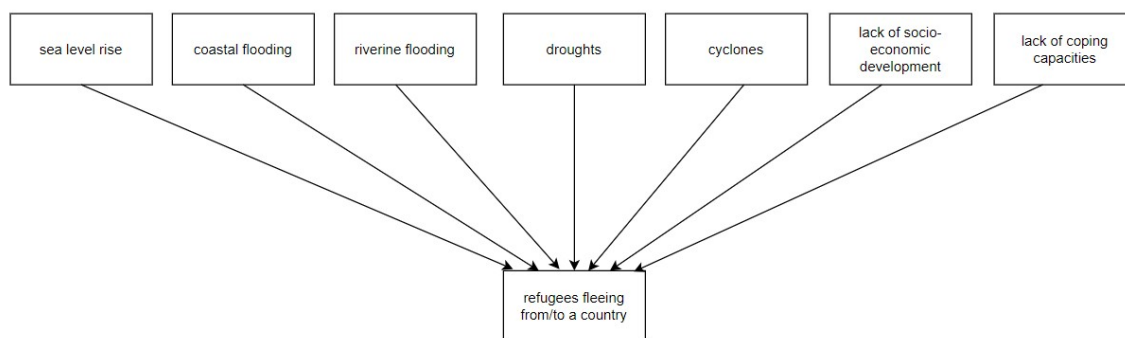 sea level rise
coastal flooding
riverine flooding
droughts
cyclones
lack of socio-
economic
development
lack of coping
capacities
refugees fleeing
from/to a country